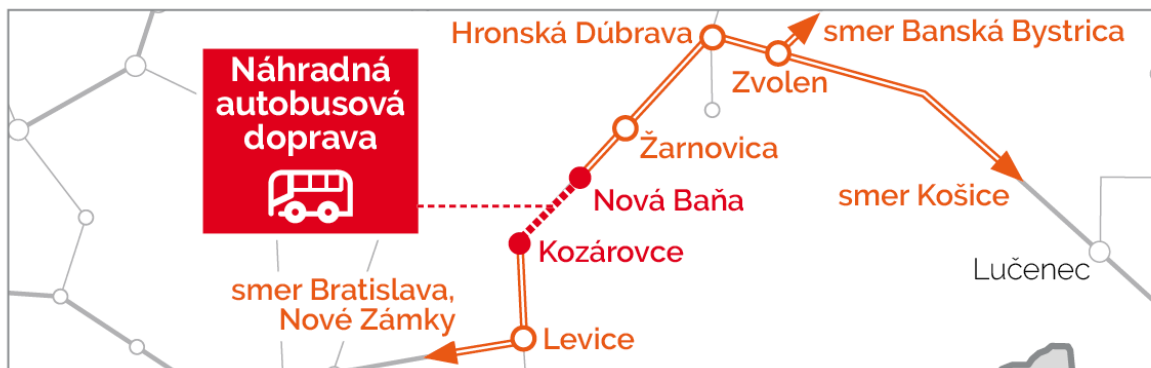 Náhradná
autobusová
doprava
Hronská Dúbrava
smer Banská Bystrica
Zvolen
Žarnovica
Nová Baňa
smer Košice
Kozárovce
Lučenec
smer Bratislava,
Nové Zámky
Levice